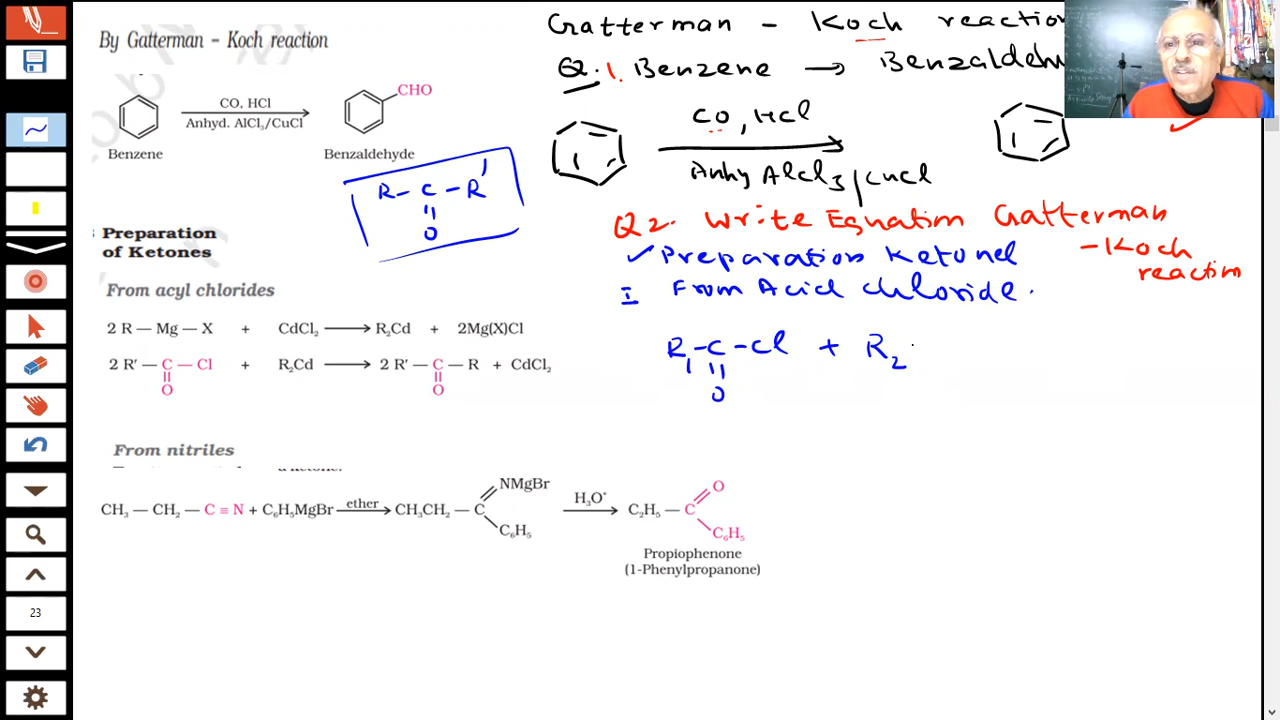 By Gatterman – Koch reaction
CO, HCl
Anhyd. AlCl₃/CuCl
CHO
Benzene
Benzaldehyde
R – C – R'
||
O
Preparation
of Ketones
From acyl chlorides
2 R — Mg — X + CdCl₂ ⟶ R₂Cd + 2Mg(X)Cl
2 R′ — C — Cl + R₂Cd ⟶ 2 R′ — C — R + CdCl₂
|| ||
O O
From nitriles
CH₃ — CH₂ — C ≡ N + C₆H₅MgBr ether ⟶ CH₃CH₂ — C NMgBr C₆H₅ H₃O⁺ ⟶ C₂H₅ — C O C₆H₅
Propiophenone
(1-Phenylpropanone)
Gatterman – Koch reaction
Q.1. Benzene → Benzaldeh
CO, HCl
Anhy AlCl₃/CuCl
Q2. Write Equation Gatterman
– Koch
reaction
✓ Preparation Ketonel
I From Acid chloride.
R₁ – C – Cl + R₂
||
O
23